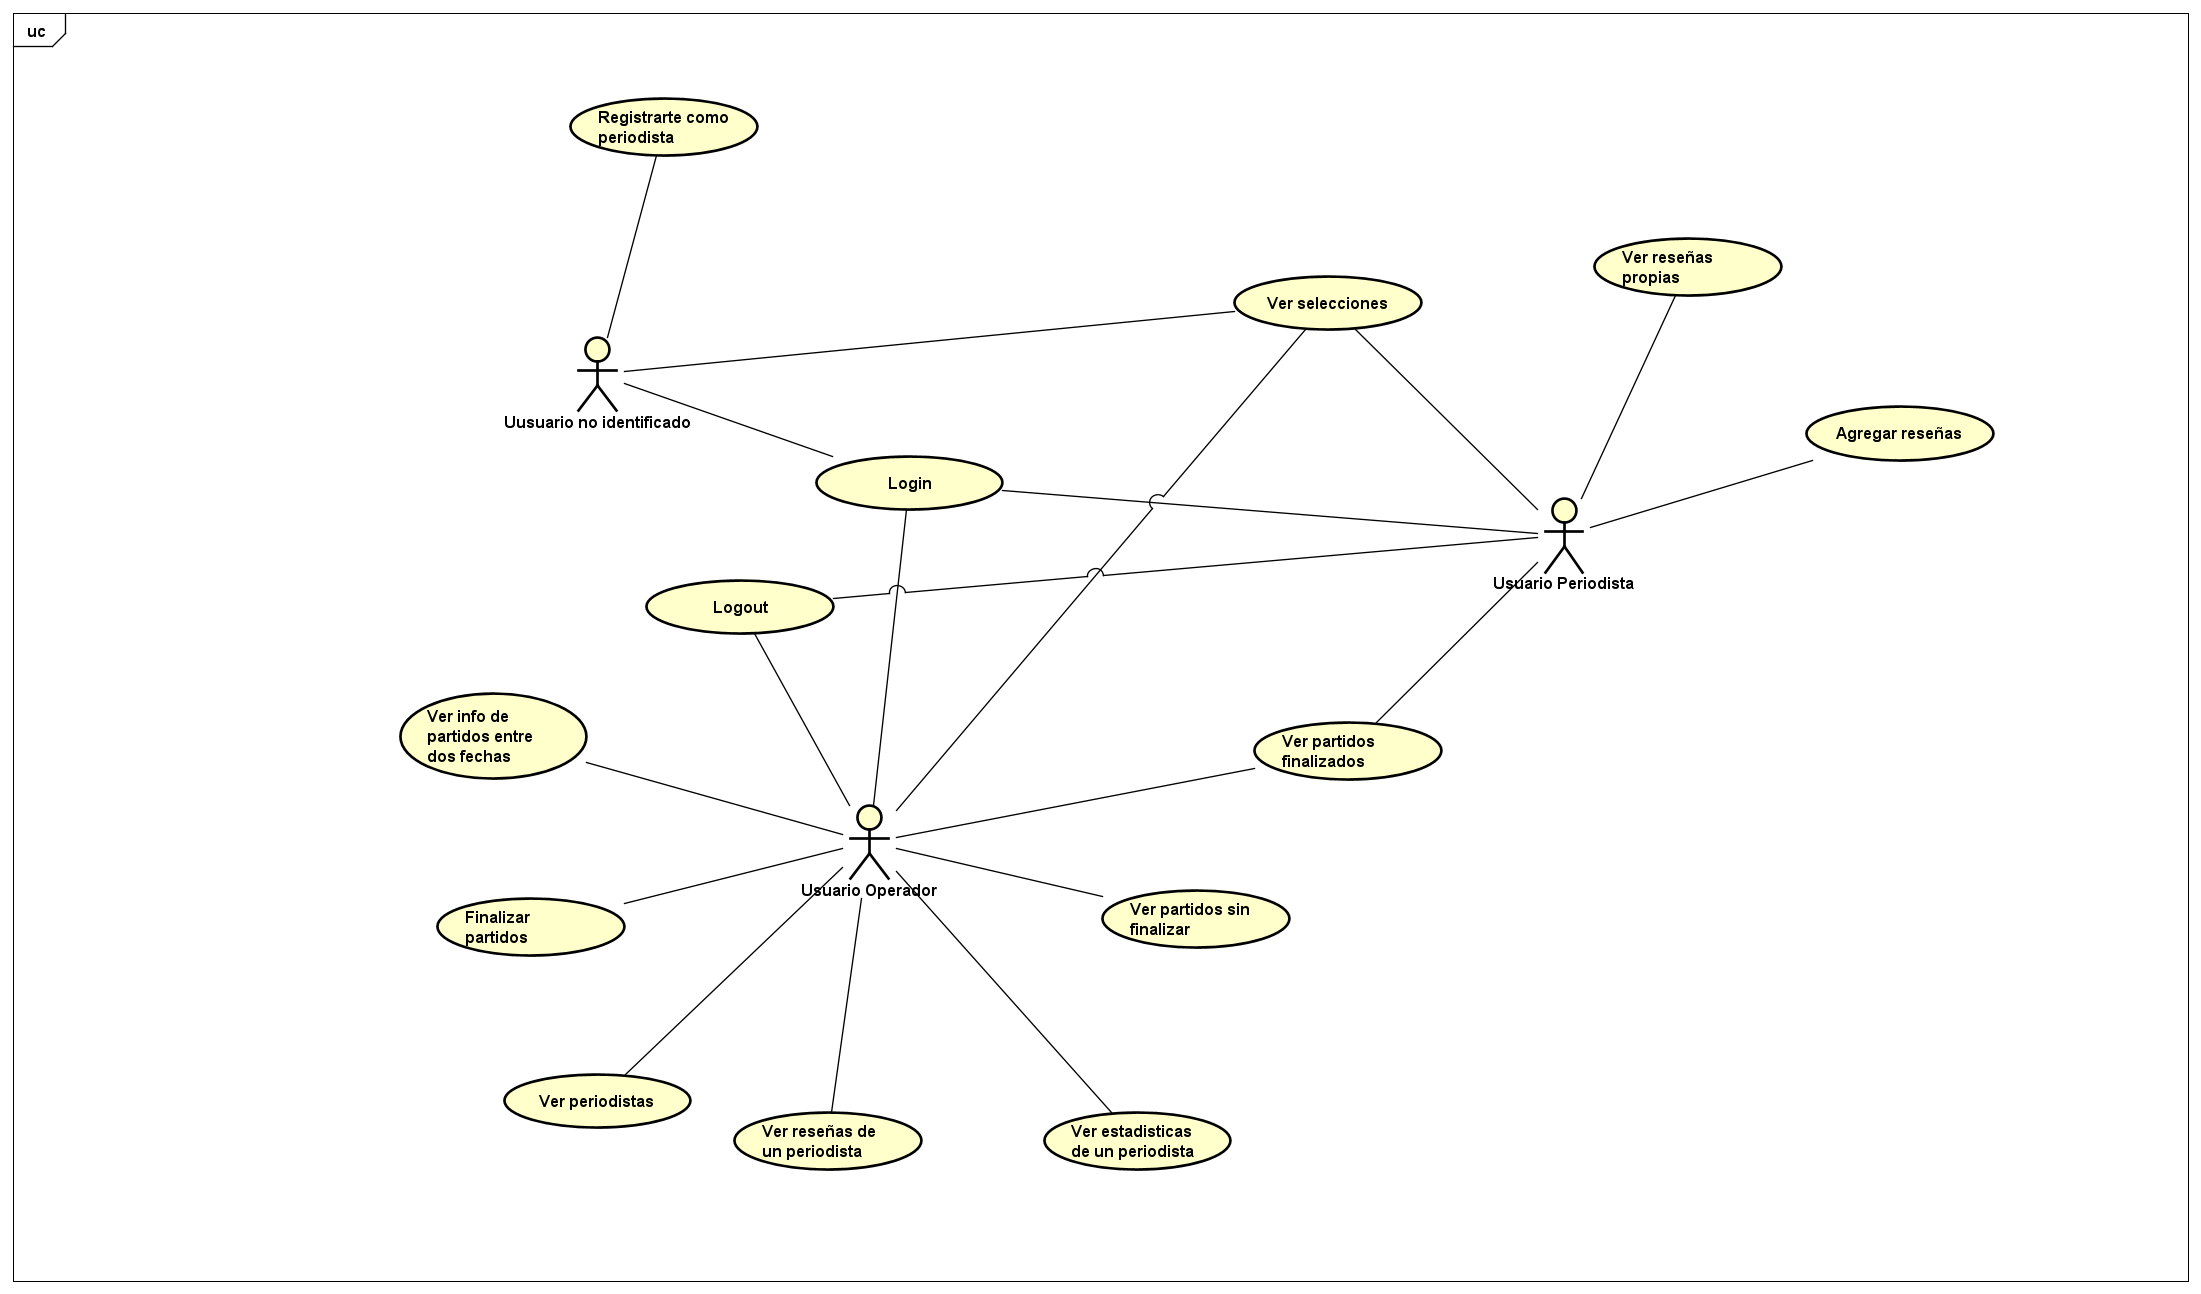 uc
Registrarte como
periodista
Ver reseñas
propias
Ver selecciones
Uusuario no identificado
Agregar reseñas
Login
Usuario Periodista
Logout
Ver info de
partidos entre
dos fechas
Ver partidos
finalizados
Usuario Operador
Finalizar
partidos
Ver partidos sin
finalizar
Ver periodistas
Ver reseñas de
un periodista
Ver estadisticas
de un periodista